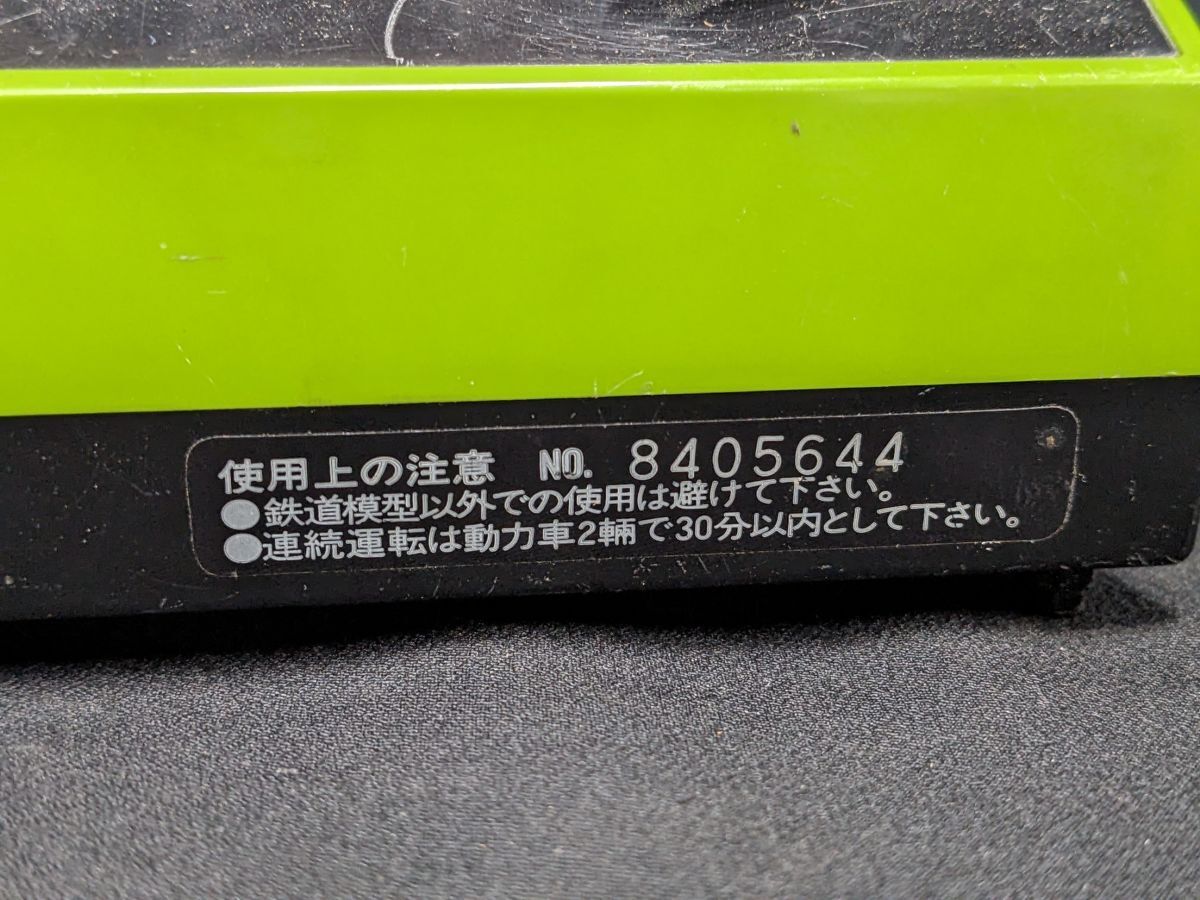 使用上の注意 NO. 8405644
●鉄道模型以外での使用は避けて下さい。
●連続運転は動力車2輛で30分以内として下さい。